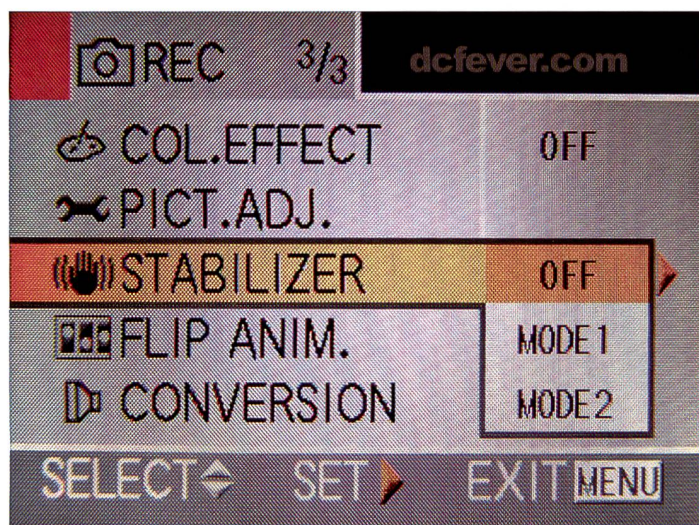 REC 3/3 dcfever.com
COL.EFFECT OFF
PICT.ADJ.
STABILIZER OFF
FLIP ANIM. MODE1
CONVERSION MODE2
SELECT SET EXIT MENU